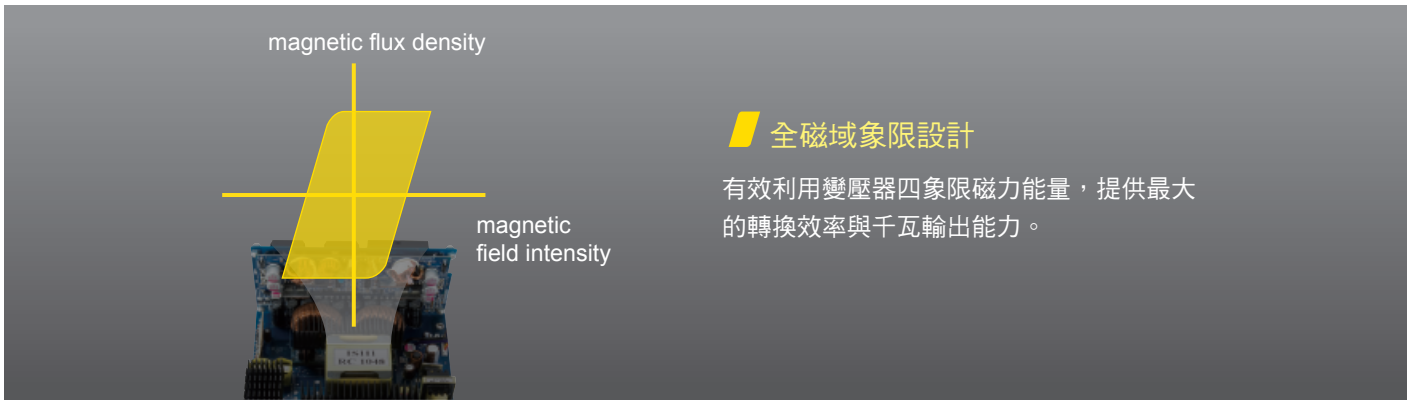 magnetic flux density
全磁域象限設計
有效利用變壓器四象限磁力能量，提供最大
的轉換效率與千瓦輸出能力。
magnetic
field intensity